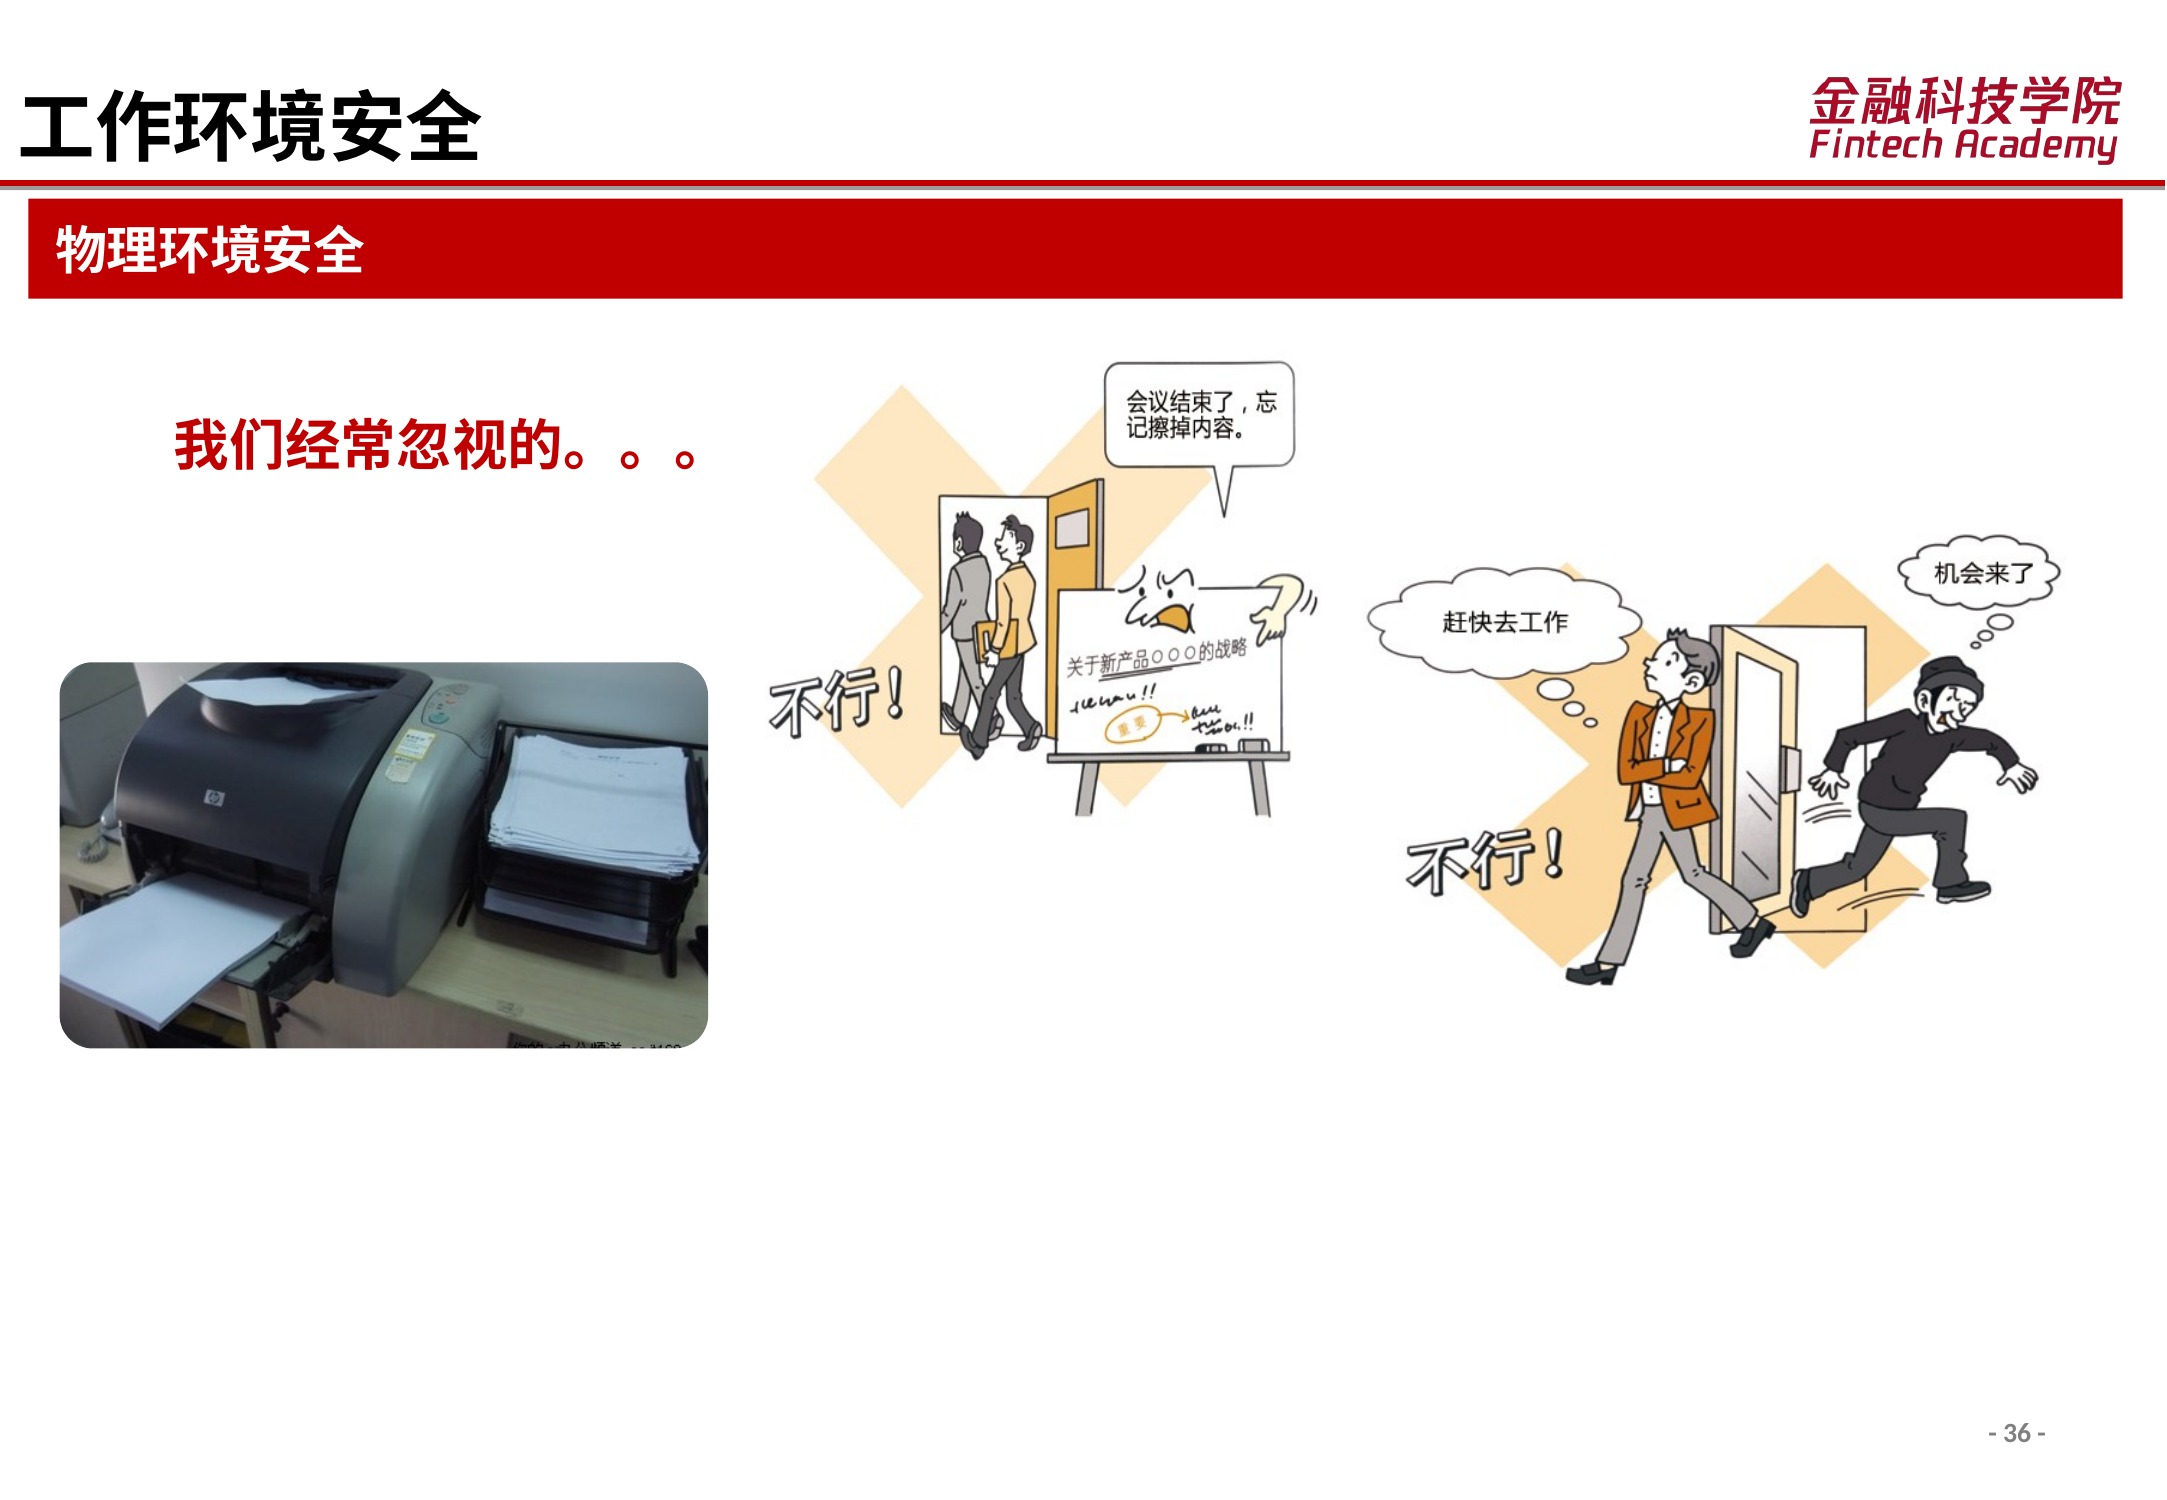 工作环境安全
金融科技学院
Fintech Academy
物理环境安全
我们经常忽视的。。。
会议结束了,忘
记擦掉内容。
关于新产品○○○的战略
重要
不行!
赶快去工作
机会来了
不行!
- 36 -